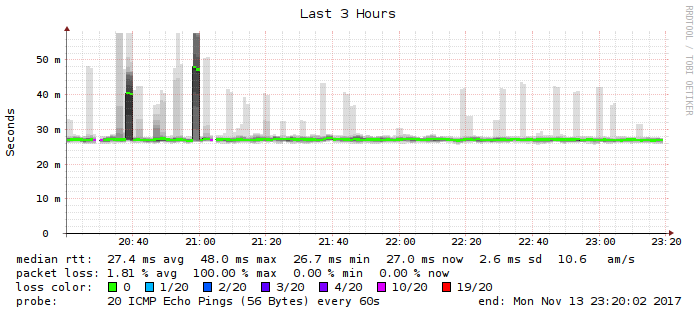 Last 3 Hours
RRDTOOL / TOBI OETIKER
Seconds
50 m
40 m
30 m
20 m
10 m
0
20:40 21:00 21:20 21:40 22:00 22:20 22:40 23:00 23:20
median rtt: 27.4 ms avg 48.0 ms max 26.7 ms min 27.0 ms now 2.6 ms sd 10.6 am/s
packet loss: 1.81 % avg 100.00 % max 0.00 % min 0.00 % now
loss color: 0 1/20 2/20 3/20 4/20 10/20 19/20
probe: 20 ICMP Echo Pings (56 Bytes) every 60s end: Mon Nov 13 23:20:02 2017